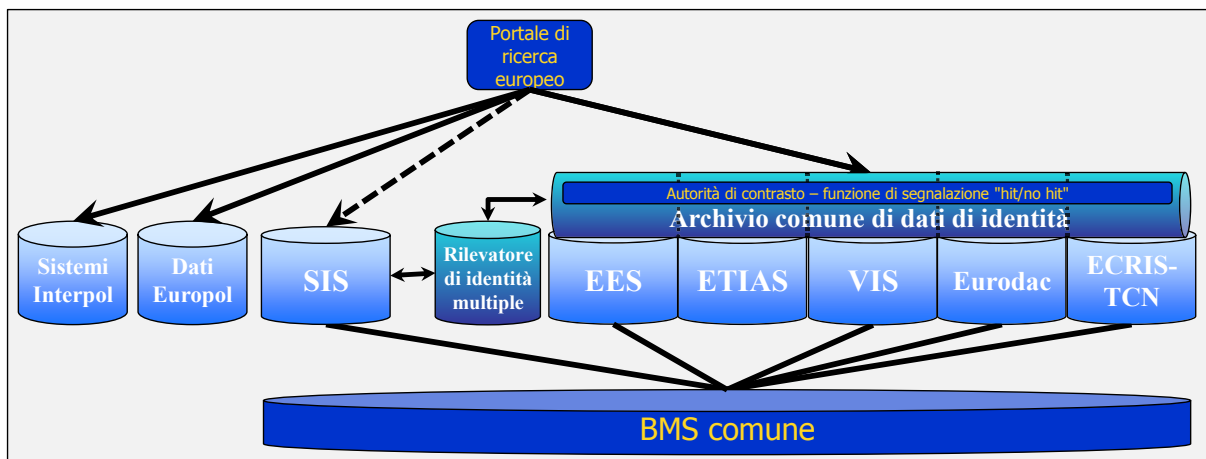 Portale di
ricerca
europeo
Autorità di contrasto – funzione di segnalazione "hit/no hit"
Archivio comune di dati di identità
Sistemi
Interpol
Dati
Europol
SIS
Rilevatore
di identità
multiple
EES
ETIAS
VIS
Eurodac
ECRIS-
TCN
BMS comune